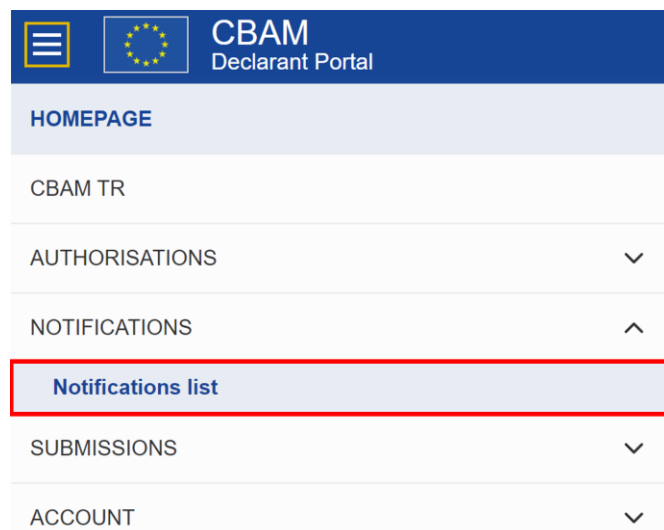 CBAM
Declarant Portal
HOMEPAGE
CBAM TR
AUTHORISATIONS
NOTIFICATIONS
Notifications list
SUBMISSIONS
ACCOUNT